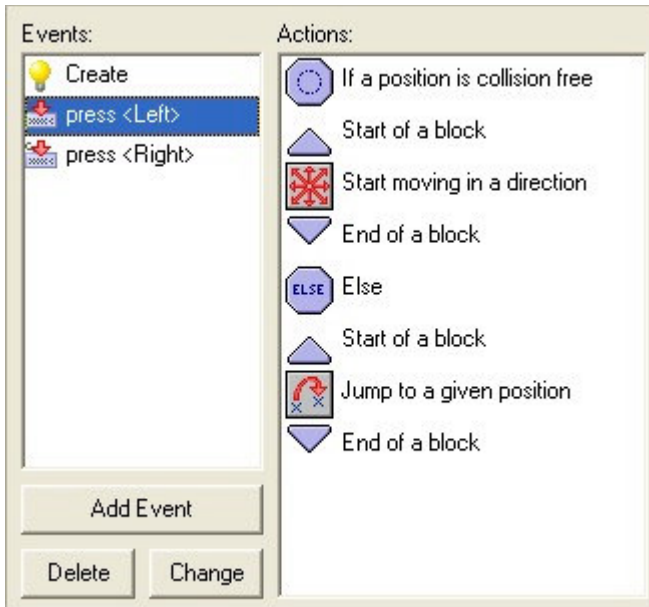 Events:
Create
press <Left>
press <Right>
Add Event
Delete
Change
Actions:
If a position is collision free
Start of a block
Start moving in a direction
End of a block
ELSE
Else
Start of a block
Jump to a given position
End of a block